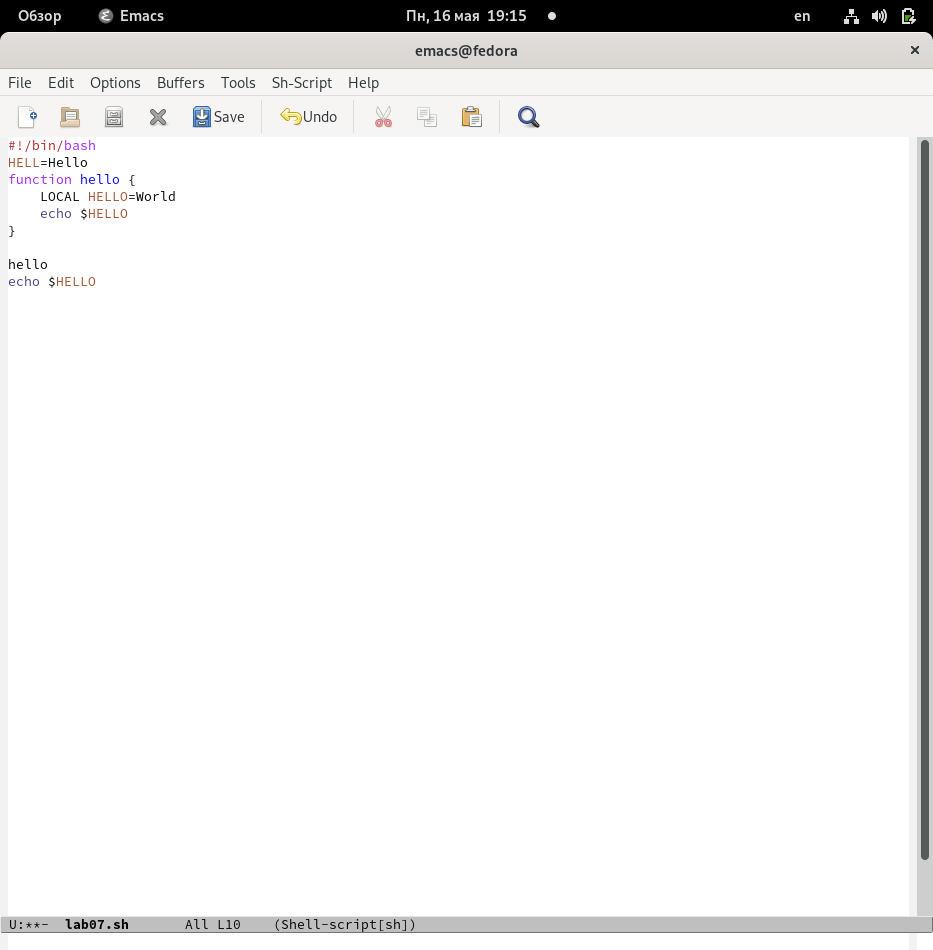 Обзор Emacs Пн, 16 мая 19:15 en
emacs@fedora
File Edit Options Buffers Tools Sh-Script Help
Save Undo
#!/bin/bash
HELL=Hello
function hello {
    LOCAL HELLO=World
    echo $HELLO
}
hello
echo $HELLO
U:**- lab07.sh All L10 (Shell-script[sh])